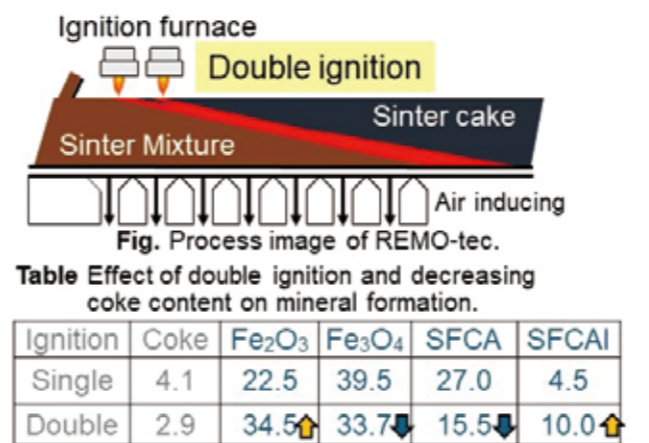 Ignition furnace
Double ignition
Sinter cake
Sinter Mixture
Air inducing
Fig. Process image of REMO-tec.
Table Effect of double ignition and decreasing
coke content on mineral formation.
Ignition Coke Fe₂O₃ Fe₃O₄ SFCA SFCAI
Single 4.1 22.5 39.5 27.0 4.5
Double 2.9 34.5 33.7 15.5 10.0